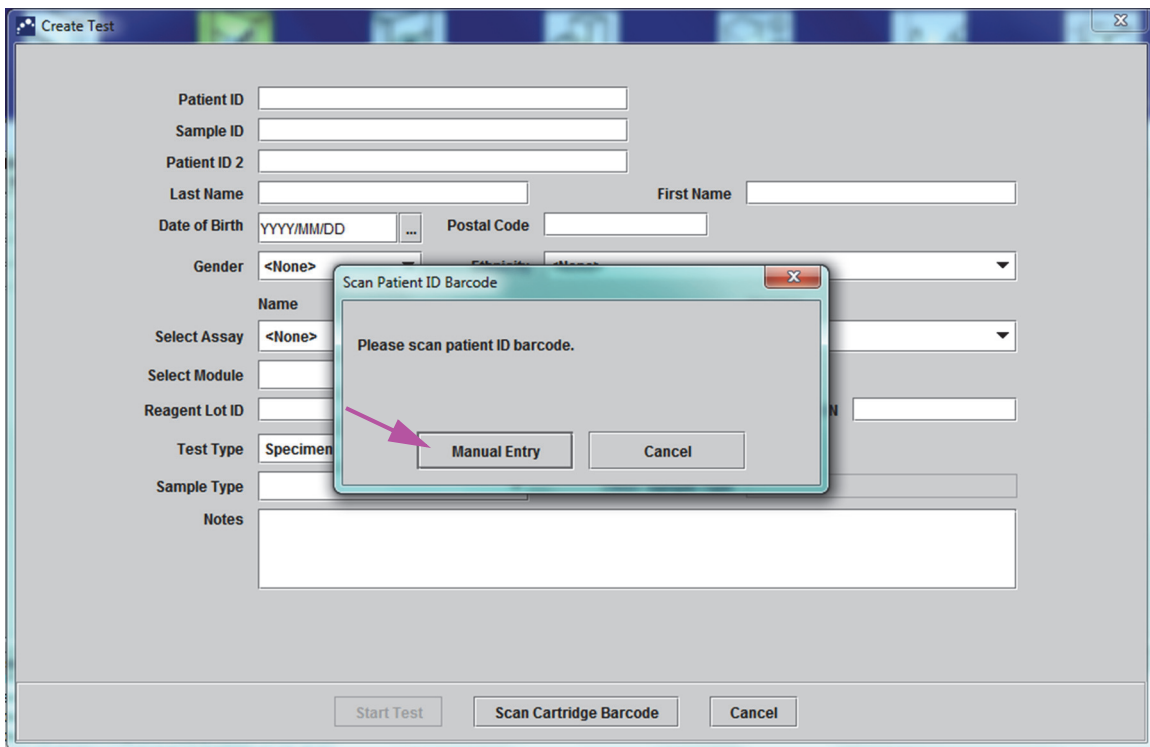 Create Test
Patient ID
Sample ID
Patient ID 2
Last Name First Name
Date of Birth YYYY/MM/DD ... Postal Code
Gender <None> Ethnicity <None>
Scan Patient ID Barcode
Name
Select Assay <None>
Please scan patient ID barcode.
Select Module
Reagent Lot ID N
Test Type Specimen
Manual Entry Cancel
Sample Type
Notes
Start Test Scan Cartridge Barcode Cancel